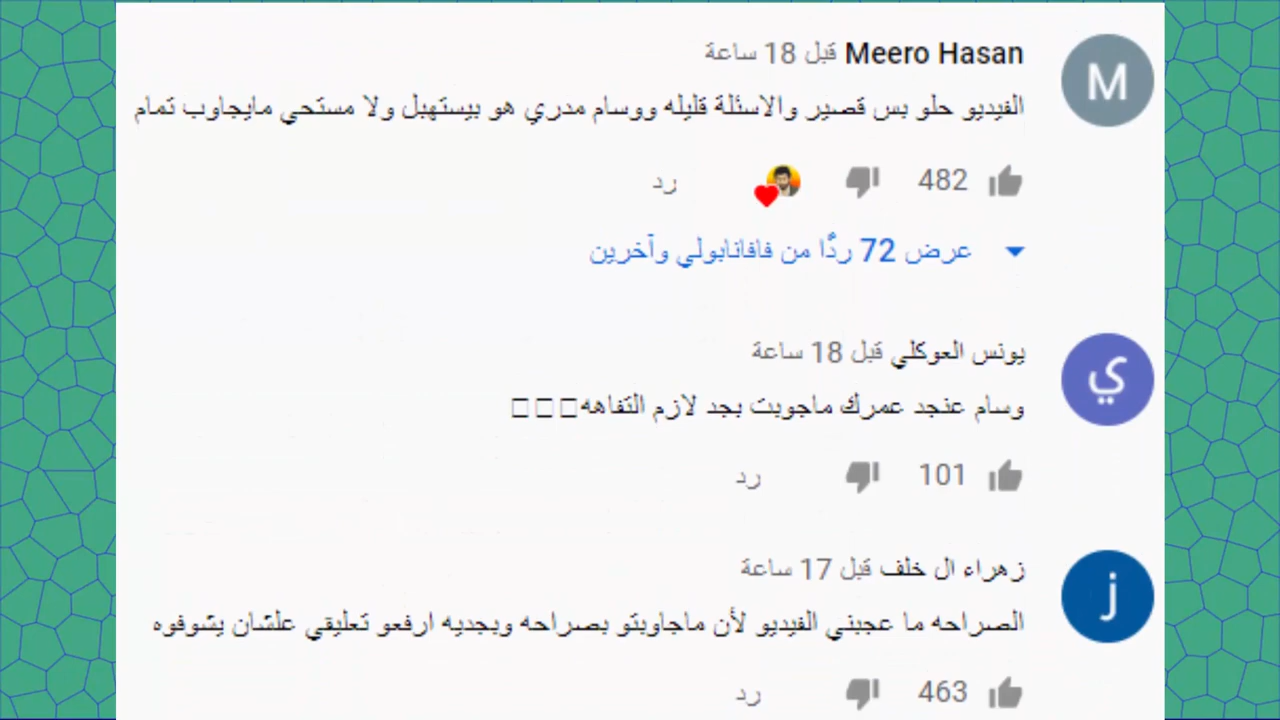 Meero Hasan قبل 18 ساعة
M
الفيديو حلو بس قصير والاسئلة قليله ووسام مدري هو بيستهبل ولا مستحي مايجاوب تمام
482
رد
عرض 72 ردًّا من فافانابولي وآخرين
يونس العوكلي قبل 18 ساعة
ي
وسام عنجد عمرك ماجوبت بجد لازم التفاهه□□□
101
رد
زهراء ال خلف قبل 17 ساعة
j
الصراحه ما عجبني الفيديو لأن ماجاوبتو بصراحه وبجديه ارفعو تعليقي علشان يشوفوه
463
رد